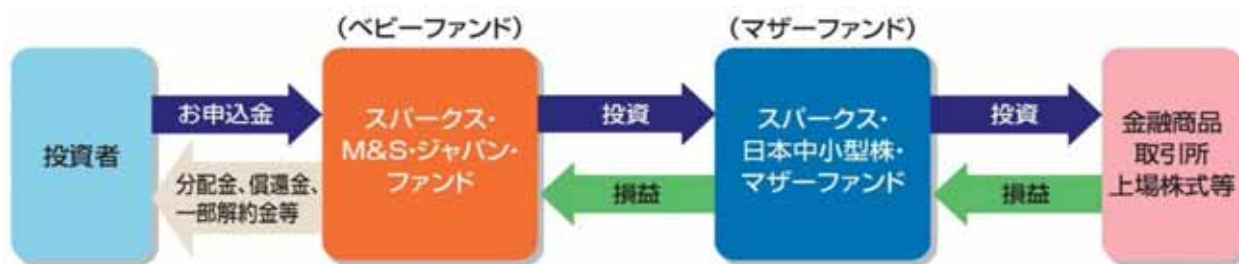 (ベビーファンド)
(マザーファンド)
投資者
お申込金
分配金、償還金、
一部解約金等
スパークス・
M&S・ジャパン・
ファンド
投資
損益
スパークス・
日本中小型株・
マザーファンド
投資
損益
金融商品
取引所
上場株式等